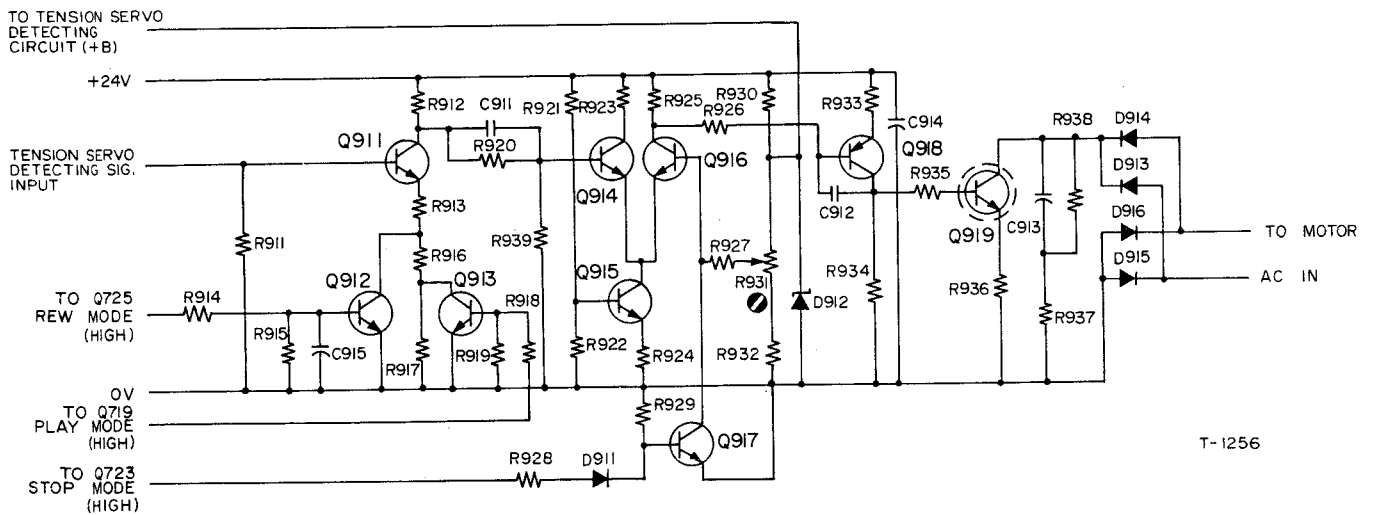 TO TENSION SERVO
DETECTING
CIRCUIT (+B)
+24V
TENSION SERVO
DETECTING SIG.
INPUT
TO Q725
REW MODE
(HIGH)
0V
TO Q719
PLAY MODE
(HIGH)
TO Q723
STOP MODE
(HIGH)
R911
R914
R915
C915
Q911
R912
C911
R920
R913
R916
Q912
Q913
R917
R919
R918
R939
R921
R923
R925
R926
Q914
Q916
Q915
R922
R924
R929
R928
D911
Q917
R927
R930
R931
R932
D912
R933
Q918
C912
R934
C914
R935
Q919
R936
C913
R937
R938
D914
D913
D916
D915
TO MOTOR
AC IN
T-1256